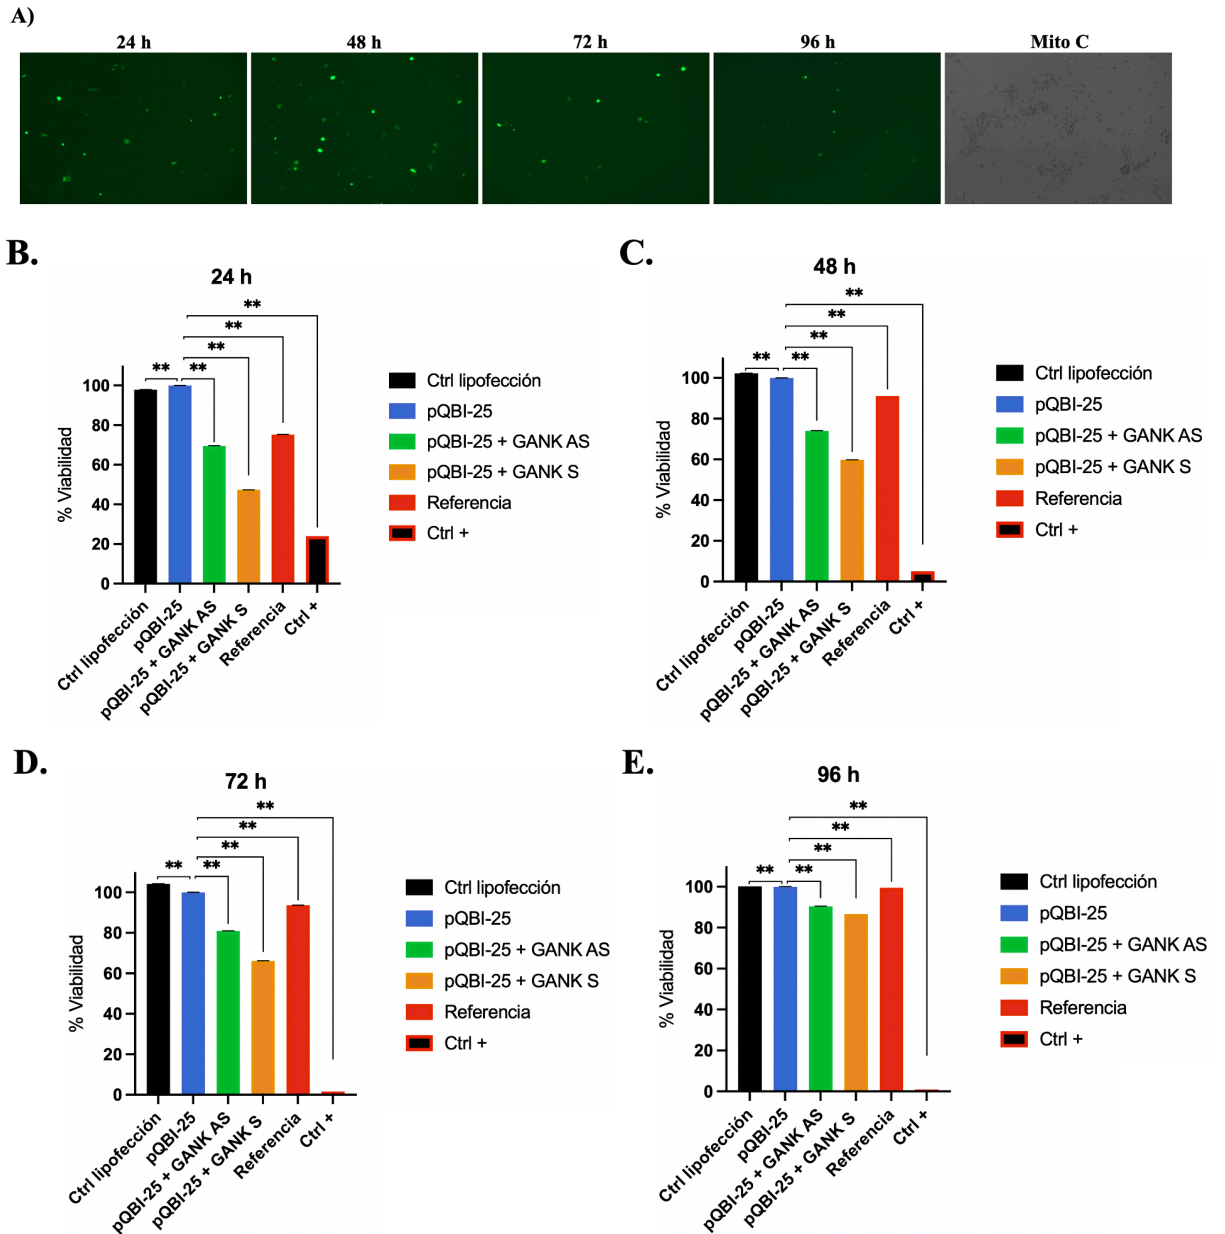 A)
24 h
48 h
72 h
96 h
Mito C
B.
24 h
**
**
**
**
**
% Viabilidad
100
80
60
40
20
0
Ctrl lipofección
pQBI-25
pQBI-25 + GANK AS
pQBI-25 + GANK S
Referencia
Ctrl +
Ctrl lipofección
pQBI-25
pQBI-25 + GANK AS
pQBI-25 + GANK S
Referencia
Ctrl +
C.
48 h
**
**
**
**
**
% Viabilidad
100
80
60
40
20
0
Ctrl lipofección
pQBI-25
pQBI-25 + GANK AS
pQBI-25 + GANK S
Referencia
Ctrl +
Ctrl lipofección
pQBI-25
pQBI-25 + GANK AS
pQBI-25 + GANK S
Referencia
Ctrl +
D.
72 h
**
**
**
**
**
% Viabilidad
100
80
60
40
20
0
Ctrl lipofección
pQBI-25
pQBI-25 + GANK AS
pQBI-25 + GANK S
Referencia
Ctrl +
Ctrl lipofección
pQBI-25
pQBI-25 + GANK AS
pQBI-25 + GANK S
Referencia
Ctrl +
E.
96 h
**
**
**
**
**
% Viabilidad
100
80
60
40
20
0
Ctrl lipofección
pQBI-25
pQBI-25 + GANK AS
pQBI-25 + GANK S
Referencia
Ctrl +
Ctrl lipofección
pQBI-25
pQBI-25 + GANK AS
pQBI-25 + GANK S
Referencia
Ctrl +